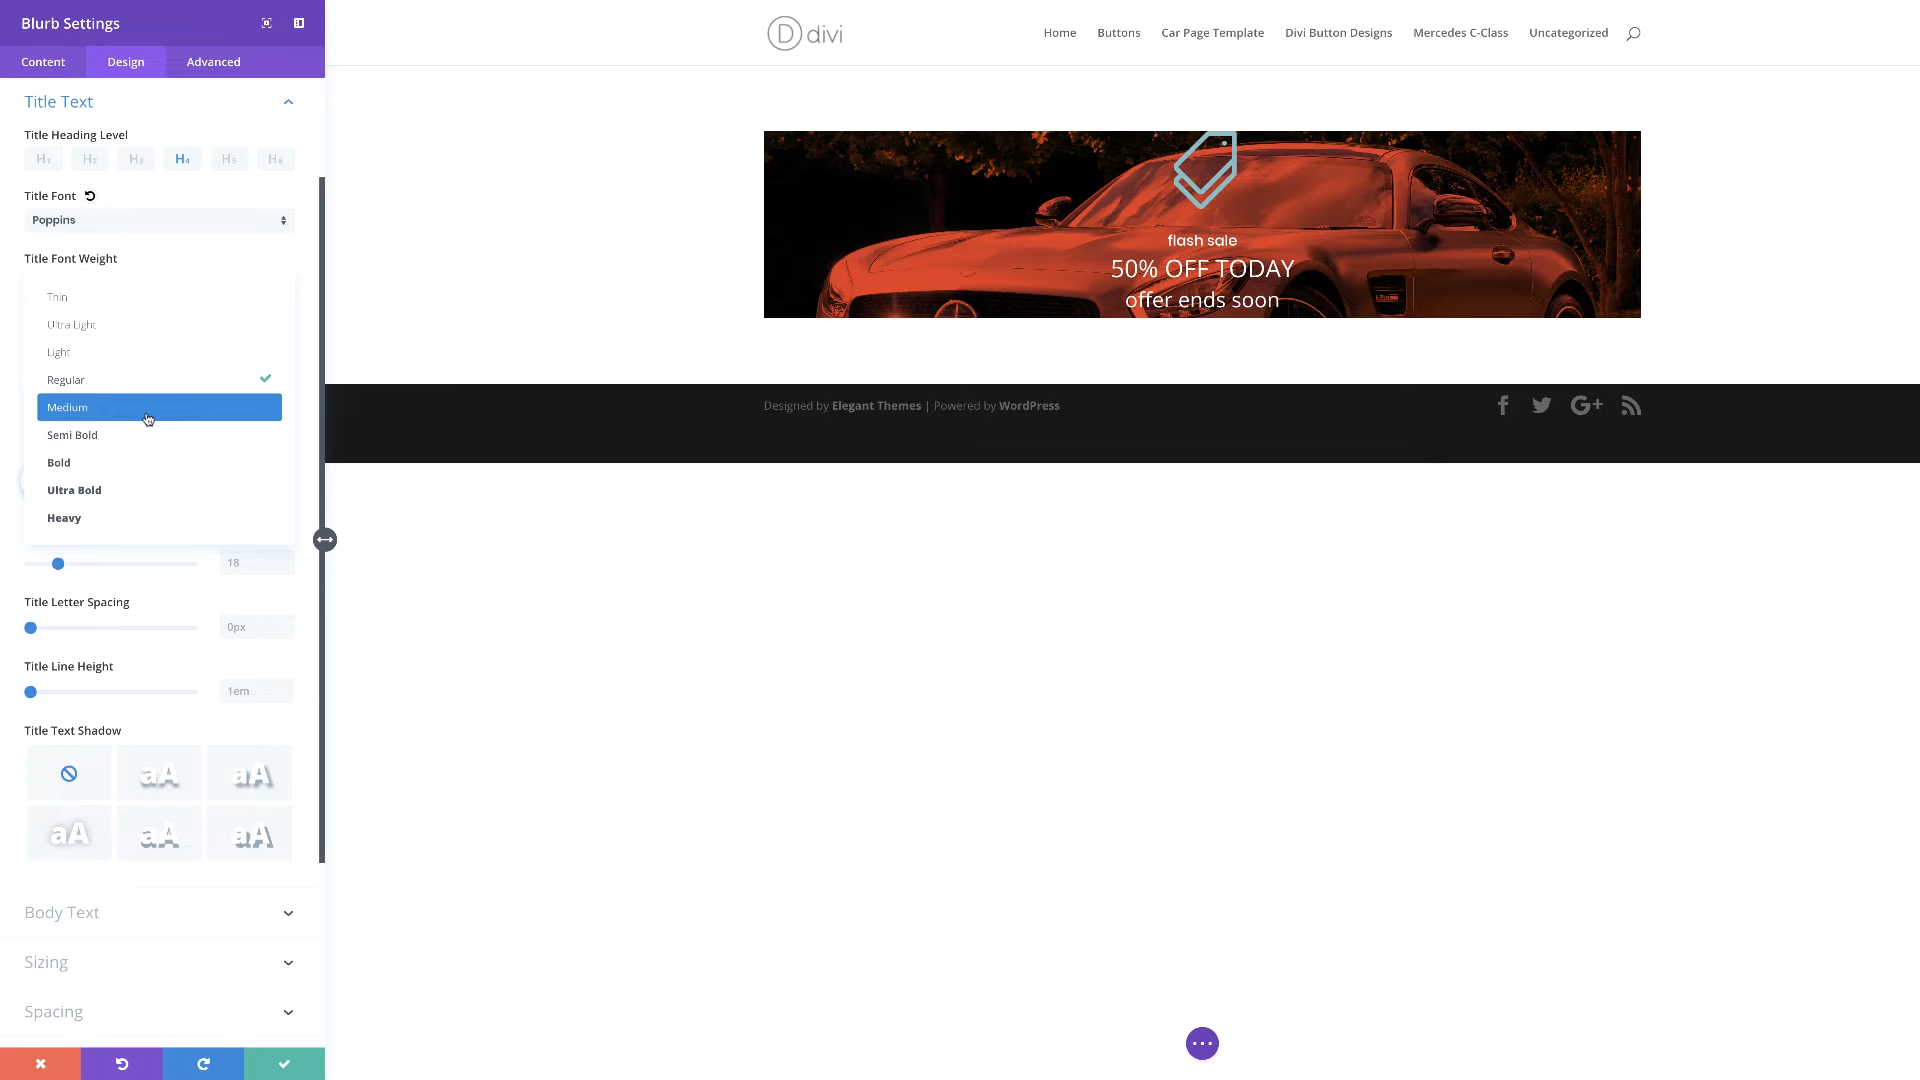 Blurb Settings
Content Design Advanced
Title Text
Title Heading Level
H1 H2 H3 H4 H5 H6
Title Font
Poppins
Title Font Weight
Thin
Ultra Light
Light
Regular
Medium
Semi Bold
Bold
Ultra Bold
Heavy
18
Title Letter Spacing
0px
Title Line Height
1em
Title Text Shadow
aA aA
aA aA aA
Body Text
Sizing
Spacing
D divi
Home Buttons Car Page Template Divi Button Designs Mercedes C-Class Uncategorized
flash sale
50% OFF TODAY
offer ends soon
Designed by Elegant Themes | Powered by WordPress